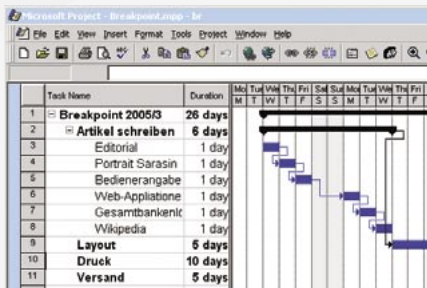 Microsoft Project - Breakpoint.mpp - br
File Edit View Insert Format Tools Project Window Help
Task Name Duration Mo Tue We Thu Fri Sat Sun Mo Tue We Thu Fri
M T W T F S S M T W T F
1 Breakpoint 2005/3 26 days
2 Artikel schreiben 6 days
3 Editorial 1 day
4 Portrait Sarasin 1 day
5 Bedienerangabe 1 day
6 Web-Appliatione 1 day
7 Gesamtbankenlö 1 day
8 Wikipedia 1 day
9 Layout 5 days
10 Druck 10 days
11 Versand 5 days